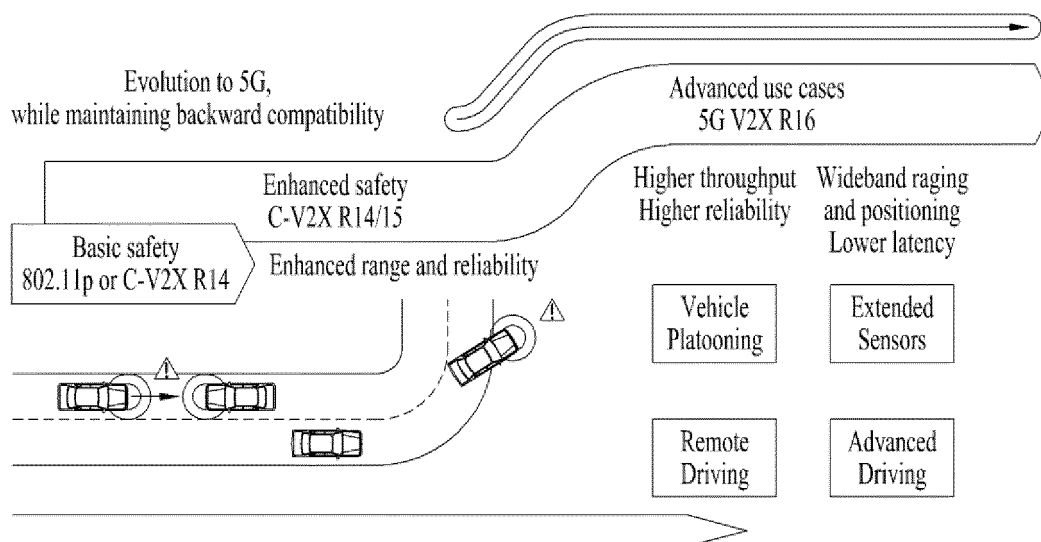 Evolution to 5G,
while maintaining backward compatibility
Advanced use cases
5G V2X R16
Enhanced safety
C-V2X R14/15
Basic safety
802.11p or C-V2X R14
Enhanced range and reliability
Higher throughput
Higher reliability
Wideband raging
and positioning
Lower latency
Vehicle
Platooning
Extended
Sensors
Remote
Driving
Advanced
Driving